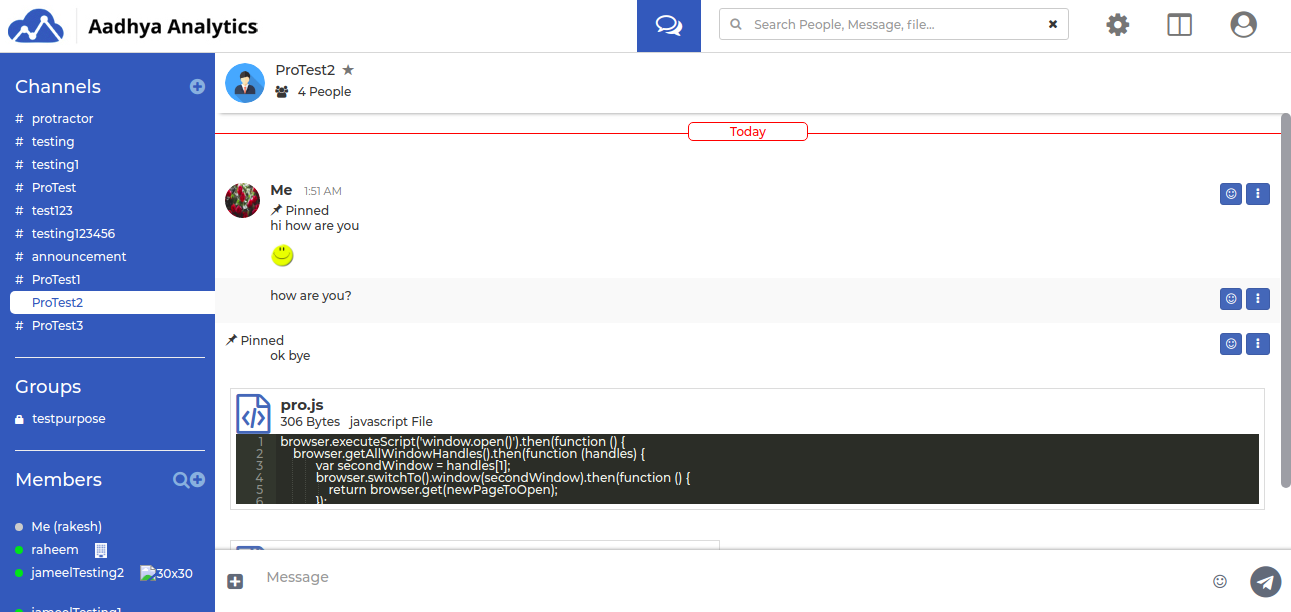 Aadhya Analytics
Search People, Message, file...
Channels
# protractor
# testing
# testing1
# ProTest
# test123
# testing123456
# announcement
# ProTest1
ProTest2
# ProTest3
Groups
testpurpose
Members
Me (rakesh)
raheem
jameelTesting2 30x30
jameelTesting1
ProTest2
4 People
Today
Me 1:51 AM
Pinned
hi how are you
how are you?
Pinned
ok bye
pro.js
306 Bytes javascript File
1 browser.executeScript('window.open()').then(function () {
2 browser.getAllWindowHandles().then(function (handles) {
3 var secondWindow = handles[1];
4 browser.switchTo().window(secondWindow).then(function () {
5 return browser.get(newPageToOpen);
6 });
Message